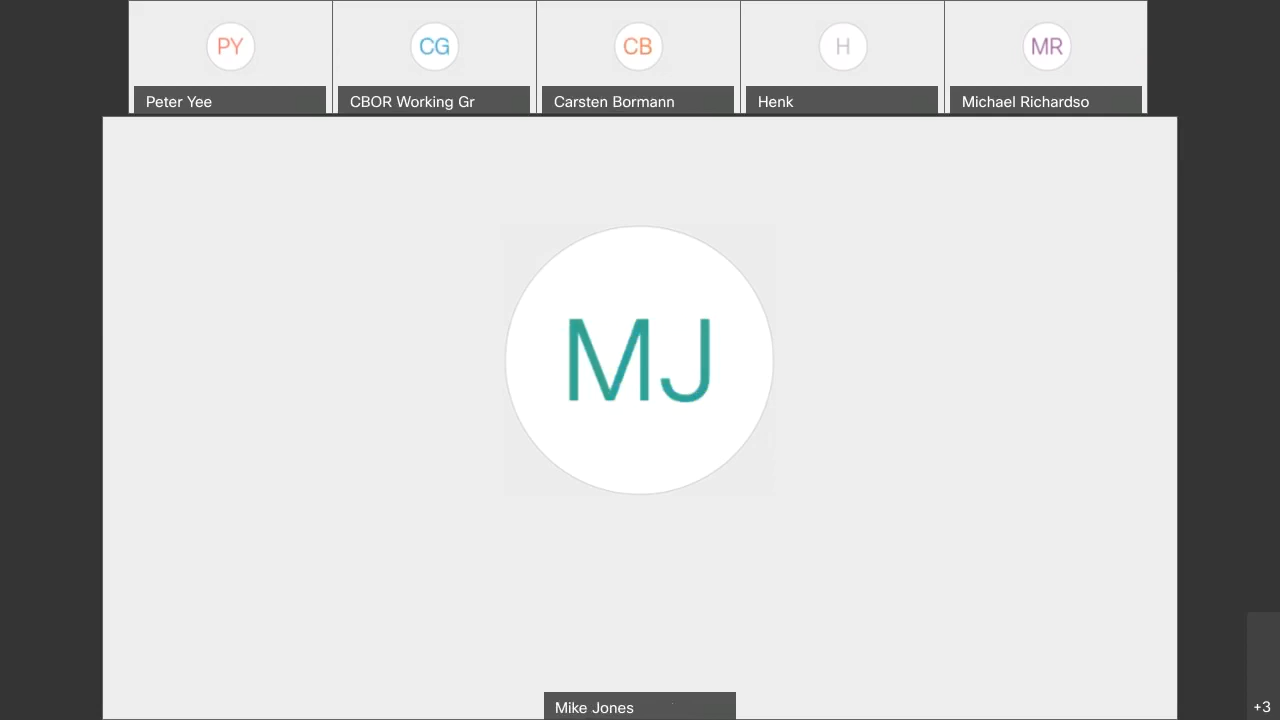 PY
CG
CB
H
MR
Peter Yee
CBOR Working Gr
Carsten Bormann
Henk
Michael Richardso
MJ
Mike Jones
+3